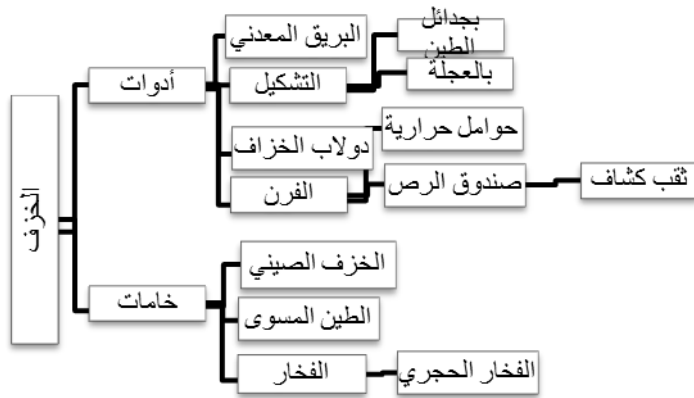 الخزف
أدوات
البريق المعدني
التشكيل
بجدائل
الطين
بالعجلة
دولاب الخزاف
الفرن
حوامل حرارية
صندوق الرص
ثقب كشاف
خامات
الخزف الصيني
الطين المسوى
الفخار
الفخار الحجري